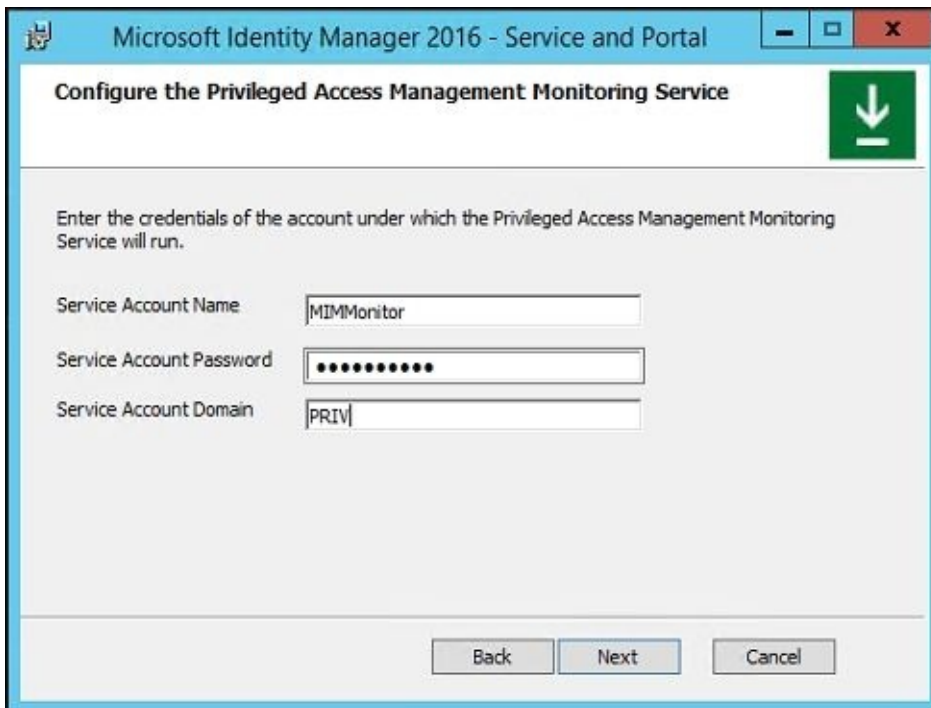 Microsoft Identity Manager 2016 - Service and Portal
Configure the Privileged Access Management Monitoring Service
Enter the credentials of the account under which the Privileged Access Management Monitoring
Service will run.
Service Account Name MIMMonitor
Service Account Password ●●●●●●●●●●
Service Account Domain PRIV
Back Next Cancel